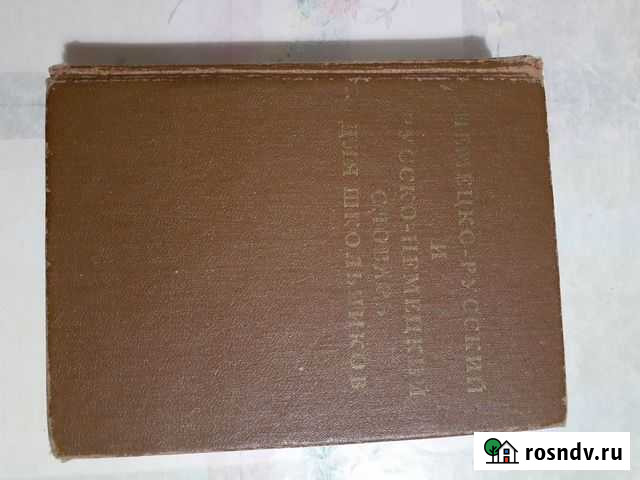 НЕМЕЦКО-РУССКИЙ
И
РУССКО-НЕМЕЦКИЙ
СЛОВАРЬ
ДЛЯ ШКОЛЬНИКОВ
rosndv.ru